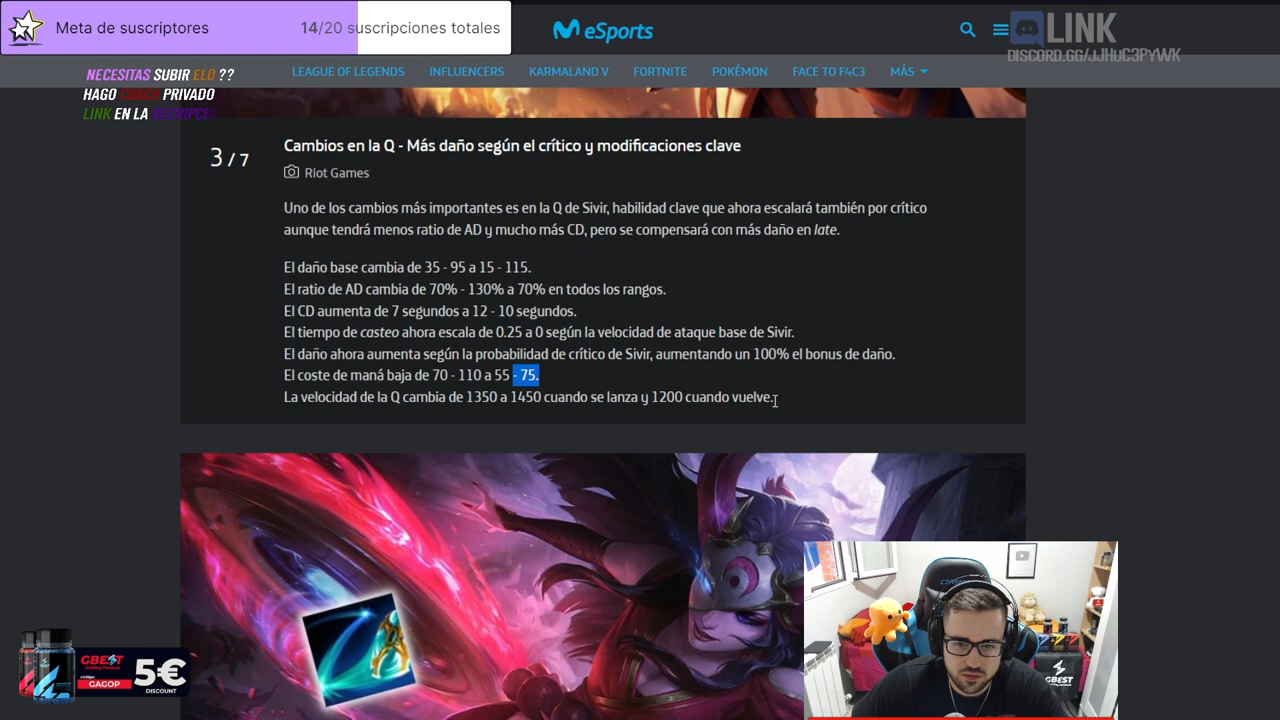 Meta de suscriptores
14/20 suscripciones totales
eSports
LINK
DISCORD.GG/JJHUC3PYWK
NECESITAS SUBIR ELO ??
HAGO COACH PRIVADO
LINK EN LA
LEAGUE OF LEGENDS
INFLUENCERS
KARMALAND V
FORTNITE
POKÉMON
FACE TO F4C3
MÁS
3 / 7
Cambios en la Q - Más daño según el crítico y modificaciones clave
Riot Games
Uno de los cambios más importantes es en la Q de Sivir, habilidad clave que ahora escalará también por crítico
aunque tendrá menos ratio de AD y mucho más CD, pero se compensará con más daño en late.
El daño base cambia de 35 - 95 a 15 - 115.
El ratio de AD cambia de 70% - 130% a 70% en todos los rangos.
El CD aumenta de 7 segundos a 12 - 10 segundos.
El tiempo de casteo ahora escala de 0.25 a 0 según la velocidad de ataque base de Sivir.
El daño ahora aumenta según la probabilidad de crítico de Sivir, aumentando un 100% el bonus de daño.
El coste de maná baja de 70 - 110 a 55 - 75.
La velocidad de la Q cambia de 1350 a 1450 cuando se lanza y 1200 cuando vuelve.
GBEST
GAGOP
5€
DISCOUNT
GBEST